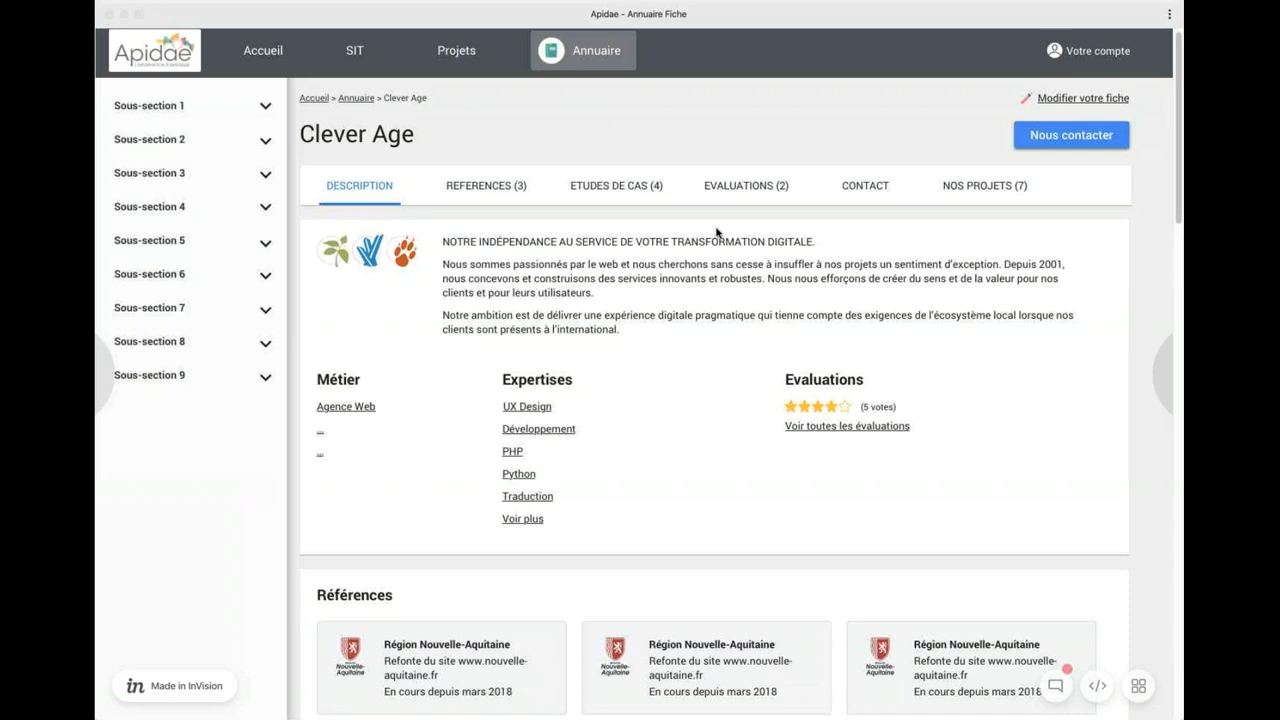 Apidae - Annuaire Fiche
Apidae
Accueil
SIT
Projets
Annuaire
Votre compte
Sous-section 1
Sous-section 2
Sous-section 3
Sous-section 4
Sous-section 5
Sous-section 6
Sous-section 7
Sous-section 8
Sous-section 9
Accueil > Annuaire > Clever Age
Modifier votre fiche
Clever Age
Nous contacter
DESCRIPTION
REFERENCES (3)
ETUDES DE CAS (4)
EVALUATIONS (2)
CONTACT
NOS PROJETS (7)
NOTRE INDÉPENDANCE AU SERVICE DE VOTRE TRANSFORMATION DIGITALE.
Nous sommes passionnés par le web et nous cherchons sans cesse à insuffler à nos projets un sentiment d'exception. Depuis 2001,
nous concevons et construisons des services innovants et robustes. Nous nous efforçons de créer du sens et de la valeur pour nos
clients et pour leurs utilisateurs.
Notre ambition est de délivrer une expérience digitale pragmatique qui tienne compte des exigences de l'écosystème local lorsque nos
clients sont présents à l'international.
Métier
Agence Web
...
...
Expertises
UX Design
Développement
PHP
Python
Traduction
Voir plus
Evaluations
(5 votes)
Voir toutes les évaluations
Références
Nouvelle-
Aquitaine
Région Nouvelle-Aquitaine
Refonte du site www.nouvelle-
aquitaine.fr
En cours depuis mars 2018
Nouvelle-
Aquitaine
Région Nouvelle-Aquitaine
Refonte du site www.nouvelle-
aquitaine.fr
En cours depuis mars 2018
Nouvelle-
Aquitaine
Région Nouvelle-Aquitaine
Refonte du site www.nouvelle-
aquitaine.fr
En cours depuis mars 2018
in Made in InVision